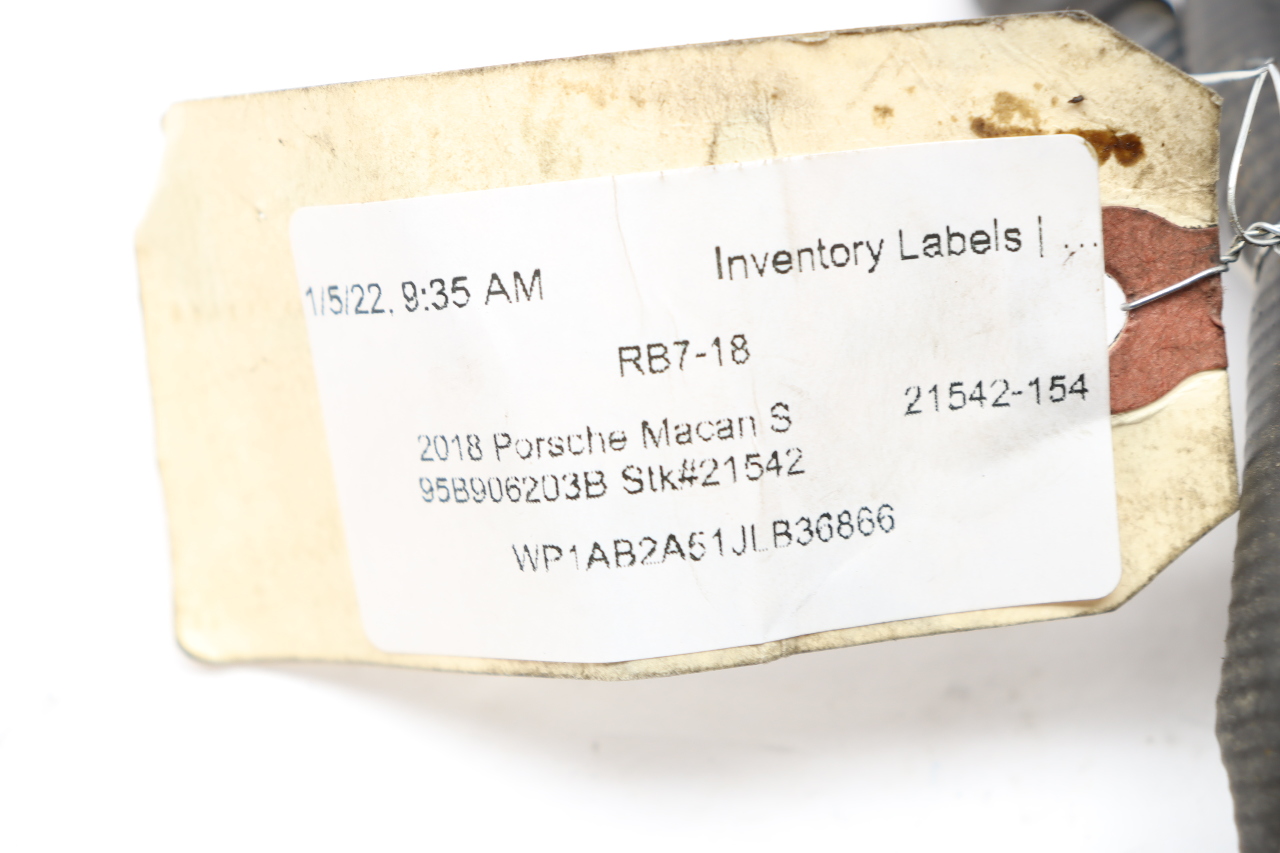 1/5/22, 9:35 AM
Inventory Labels | ...
RB7-18
21542-154
2018 Porsche Macan S
95B906203B Stk#21542
WP1AB2A51JLB36866